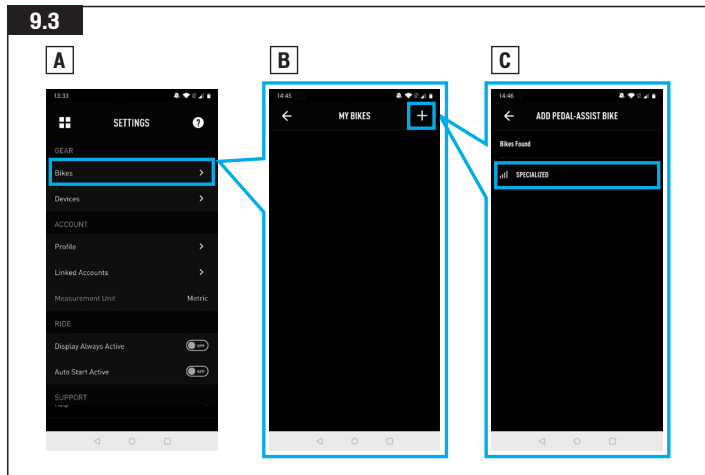 9.3
A
13:33
SETTINGS ?
GEAR
Bikes
Devices
ACCOUNT
Profile
Linked Accounts
Measurement Unit Metric
RIDE
Display Always Active OFF
Auto Start Active OFF
SUPPORT
B
14:45
MY BIKES
C
14:46
ADD PEDAL-ASSIST BIKE
Bikes Found
SPECIALIZED